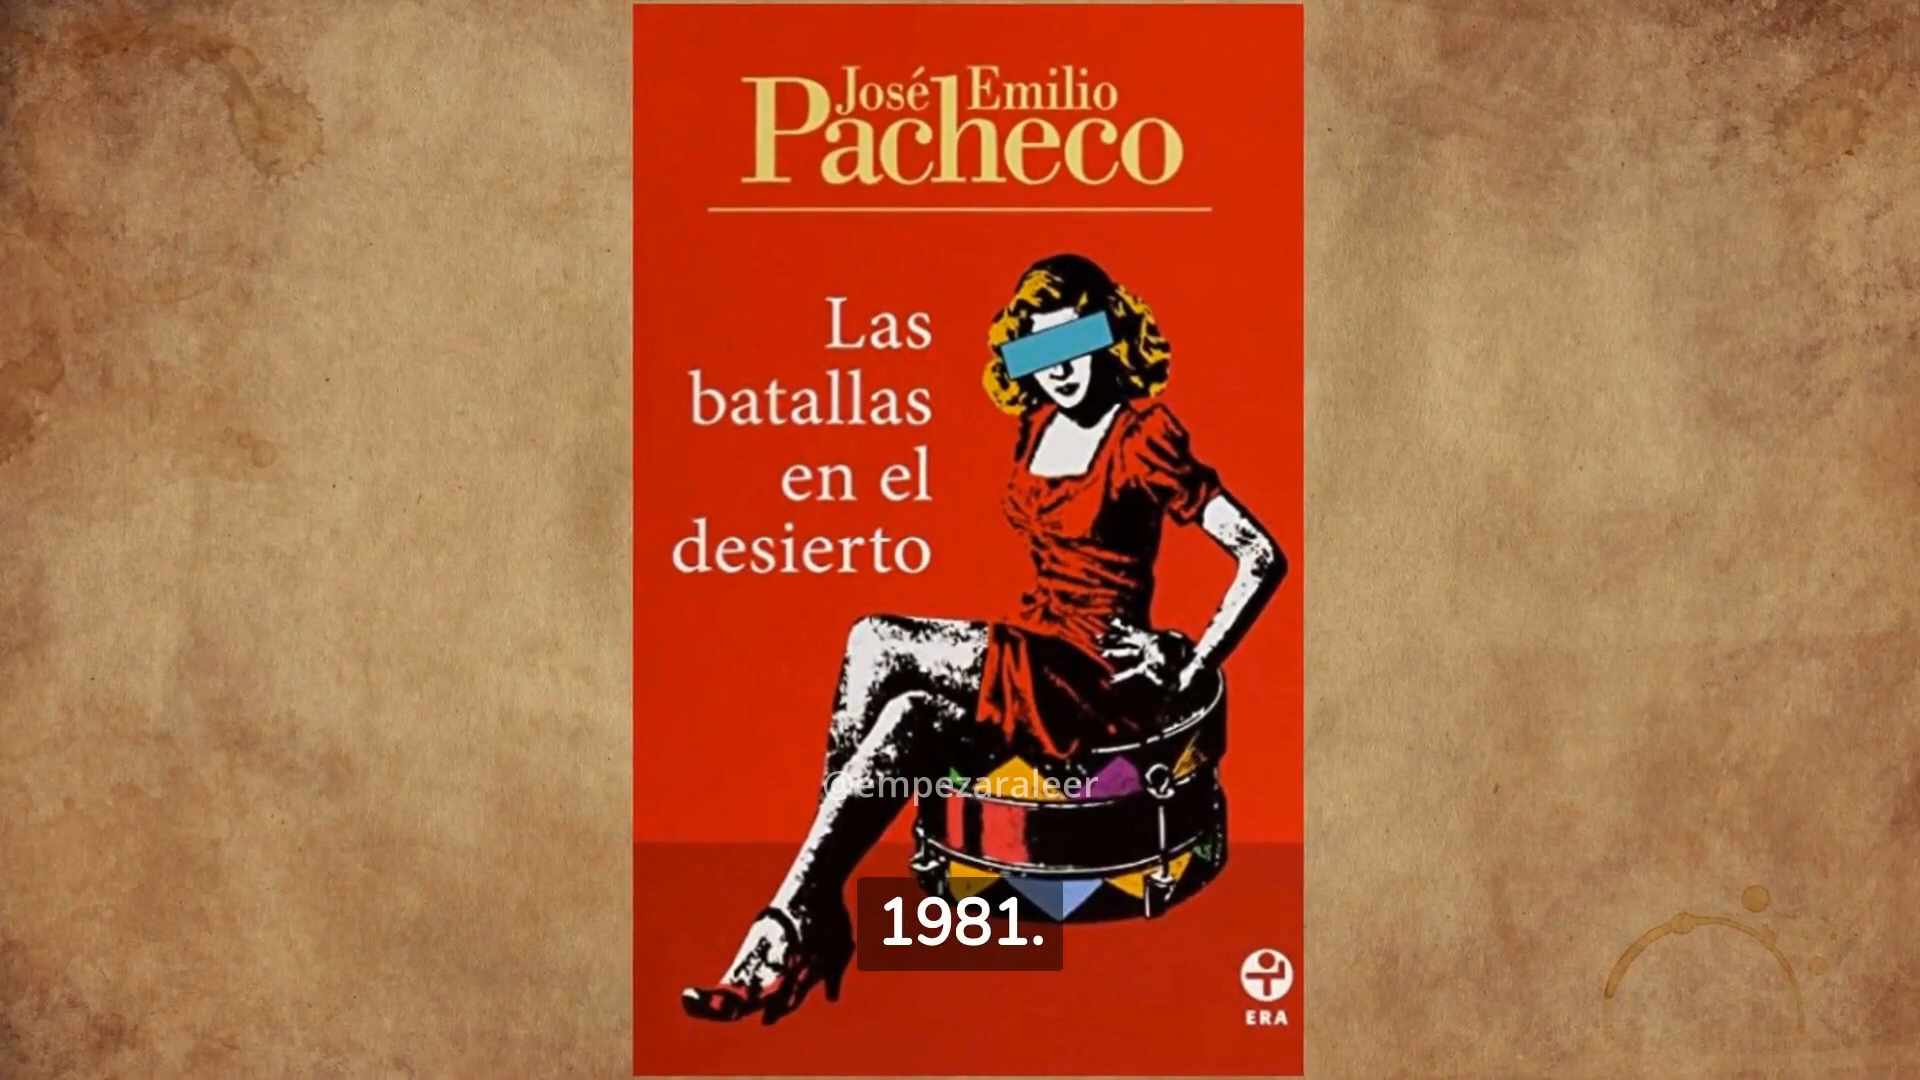 José Emilio
Pacheco
Las
batallas
en el
desierto
@empezaraleer
1981.
ERA